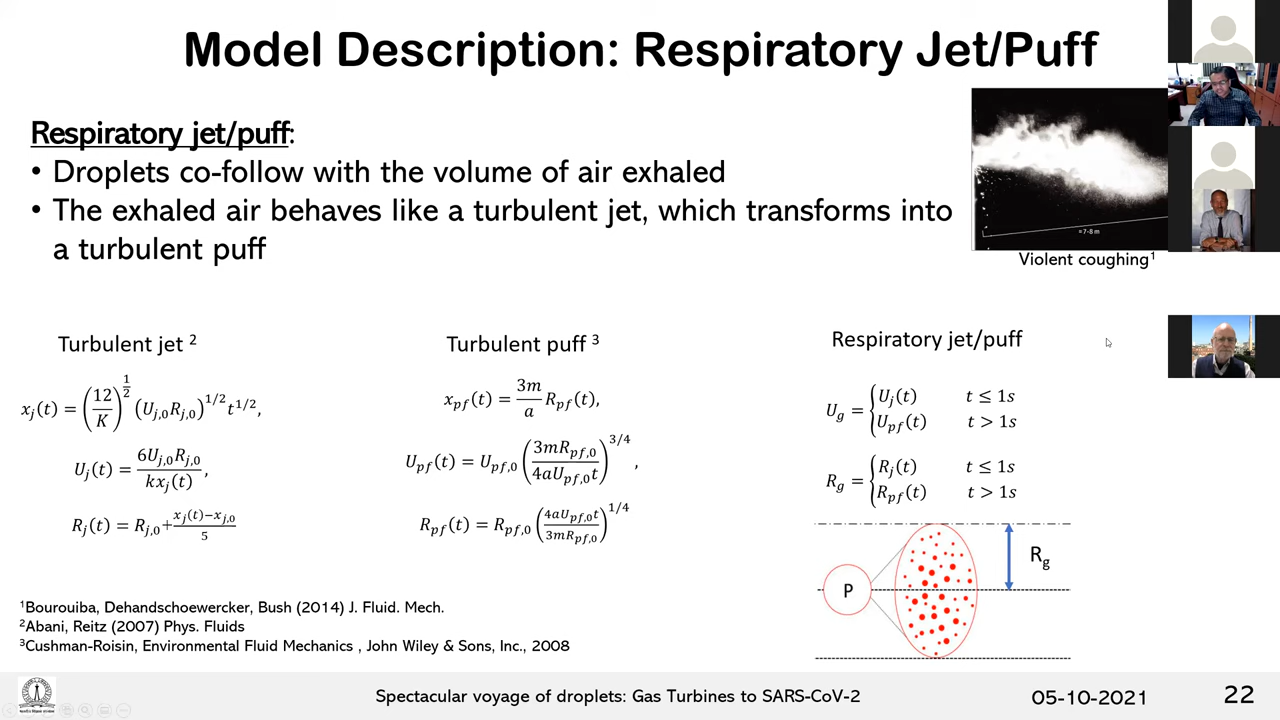 Model Description: Respiratory Jet/Puff
Respiratory jet/puff:
• Droplets co-follow with the volume of air exhaled
• The exhaled air behaves like a turbulent jet, which transforms into
a turbulent puff
≈7-8 m
Violent coughing¹
Turbulent jet ²
x_j(t) = (12/K)^(1/2) (U_{j,0}R_{j,0})^{1/2} t^{1/2},
U_j(t) = 6U_{j,0}R_{j,0} / kx_j(t) ,
R_j(t) = R_{j,0} + (x_j(t)−x_{j,0}) / 5
Turbulent puff ³
x_{pf}(t) = (3m/a) R_{pf}(t),
U_{pf}(t) = U_{pf,0} (3mR_{pf,0} / 4aU_{pf,0}t)^{3/4} ,
R_{pf}(t) = R_{pf,0} (4aU_{pf,0}t / 3mR_{pf,0})^{1/4}
Respiratory jet/puff
U_g = { U_j(t) t ≤ 1s
U_{pf}(t) t > 1s
R_g = { R_j(t) t ≤ 1s
R_{pf}(t) t > 1s
P
R_g
¹Bourouiba, Dehandschoewercker, Bush (2014) J. Fluid. Mech.
²Abani, Reitz (2007) Phys. Fluids
³Cushman-Roisin, Environmental Fluid Mechanics , John Wiley & Sons, Inc., 2008
Spectacular voyage of droplets: Gas Turbines to SARS-CoV-2
05-10-2021
22